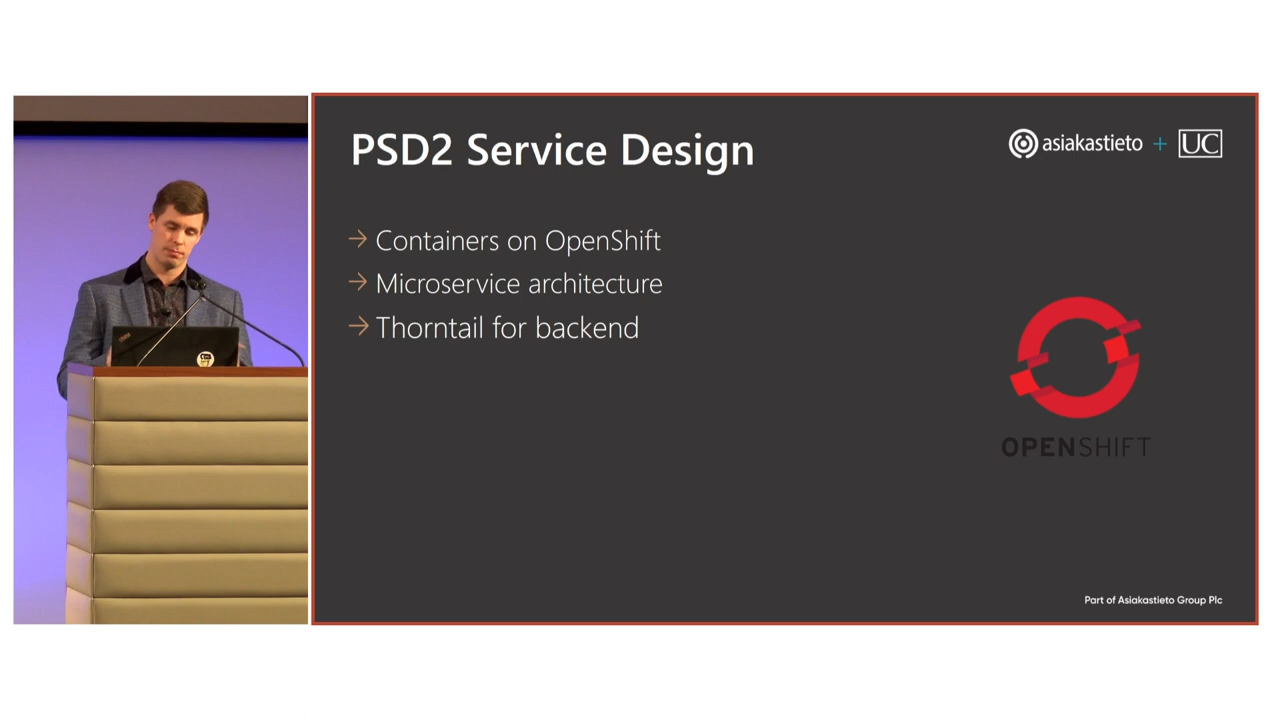 PSD2 Service Design
asiakastieto + UC
→ Containers on OpenShift
→ Microservice architecture
→ Thorntail for backend
OPENSHIFT
Part of Asiakastieto Group Plc